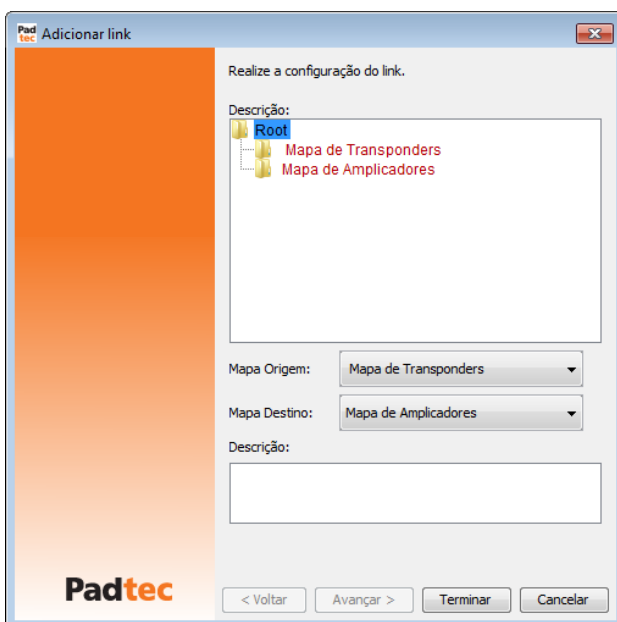 Pad
tec Adicionar link
Realize a configuração do link.
Descrição:
Root
Mapa de Transponders
Mapa de Amplicadores
Mapa Origem: Mapa de Transponders
Mapa Destino: Mapa de Amplicadores
Descrição:
Padtec
< Voltar Avançar > Terminar Cancelar